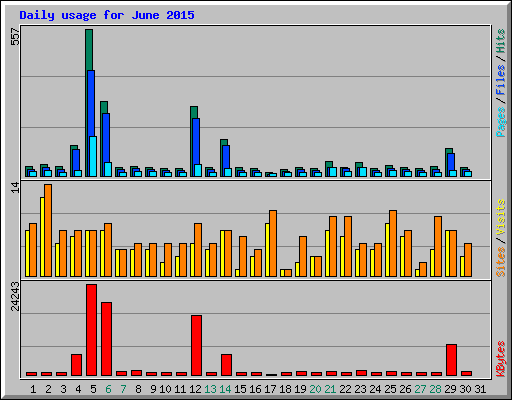 Daily usage for June 2015
557
Pages / Files / Hits
14
Sites / Visits
24243
KBytes
1 2 3 4 5 6 7 8 9 10 11 12 13 14 15 16 17 18 19 20 21 22 23 24 25 26 27 28 29 30 31